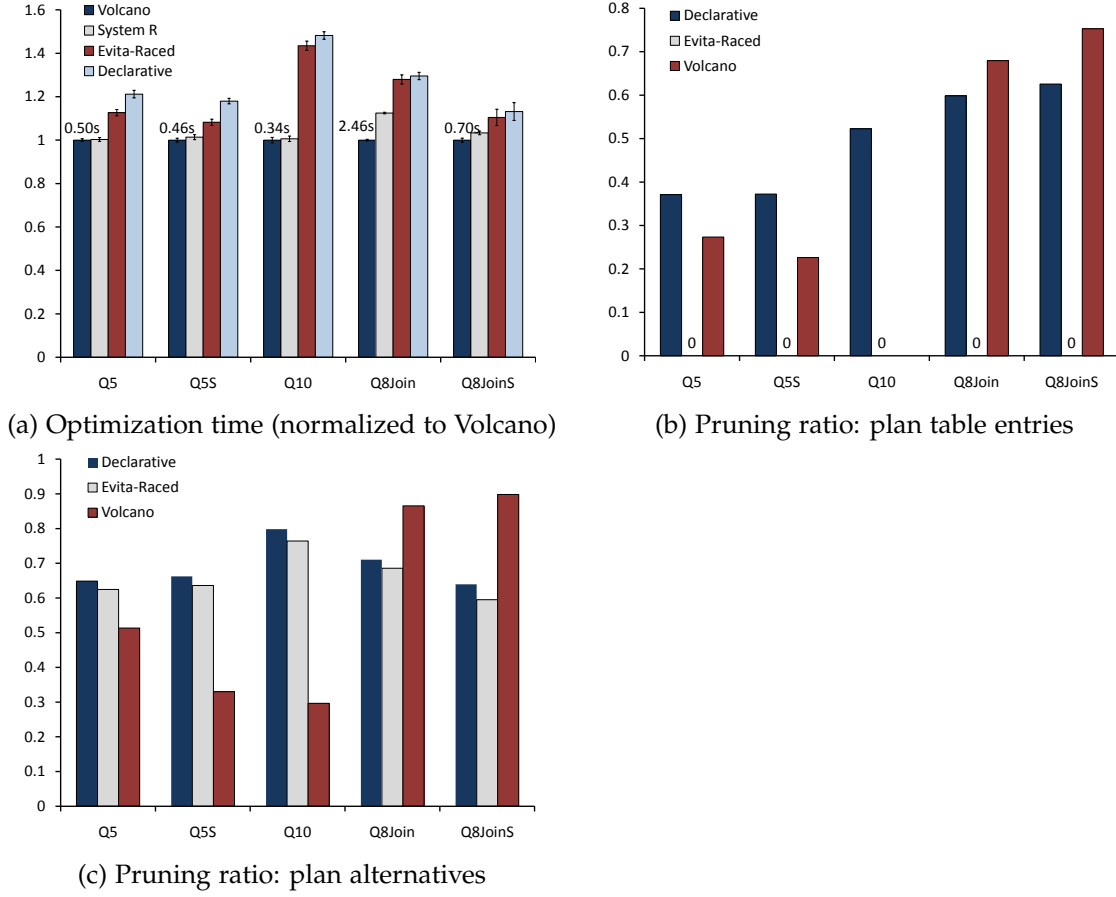 1.6
1.4
1.2
1
0.8
0.6
0.4
0.2
0
Volcano
System R
Evita-Raced
Declarative
0.50s
0.46s
0.34s
2.46s
0.70s
Q5
Q5S
Q10
Q8Join
Q8JoinS
(a) Optimization time (normalized to Volcano)
0.8
0.7
0.6
0.5
0.4
0.3
0.2
0.1
0
Declarative
Evita-Raced
Volcano
0
0
0
0
0
Q5
Q5S
Q10
Q8Join
Q8JoinS
(b) Pruning ratio: plan table entries
1
0.9
0.8
0.7
0.6
0.5
0.4
0.3
0.2
0.1
0
Declarative
Evita-Raced
Volcano
Q5
Q5S
Q10
Q8Join
Q8JoinS
(c) Pruning ratio: plan alternatives